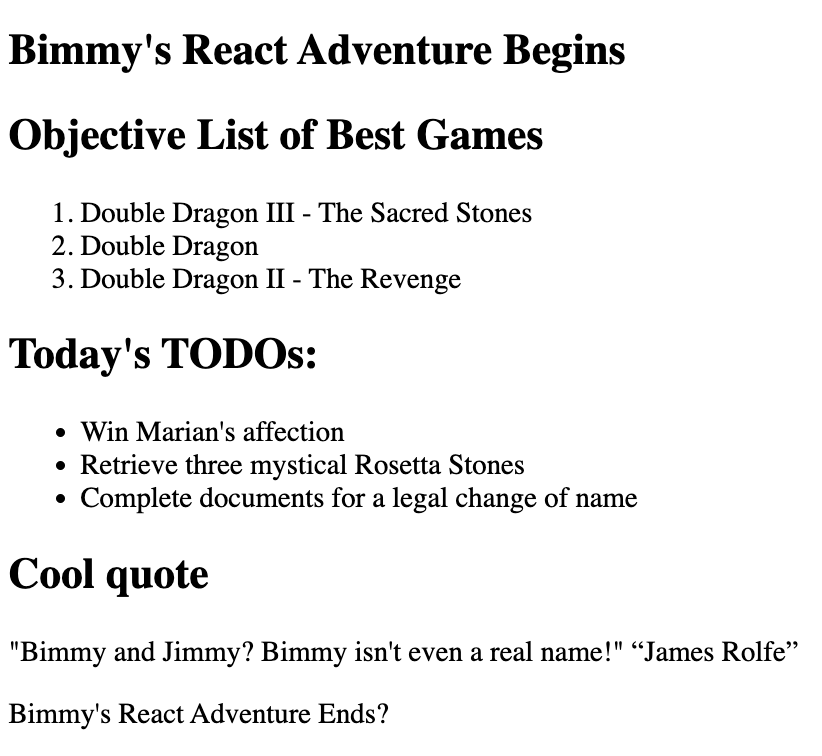 Bimmy's React Adventure Begins
Objective List of Best Games
1. Double Dragon III - The Sacred Stones
2. Double Dragon
3. Double Dragon II - The Revenge
Today's TODOs:
• Win Marian's affection
• Retrieve three mystical Rosetta Stones
• Complete documents for a legal change of name
Cool quote
"Bimmy and Jimmy? Bimmy isn't even a real name!" “James Rolfe”
Bimmy's React Adventure Ends?